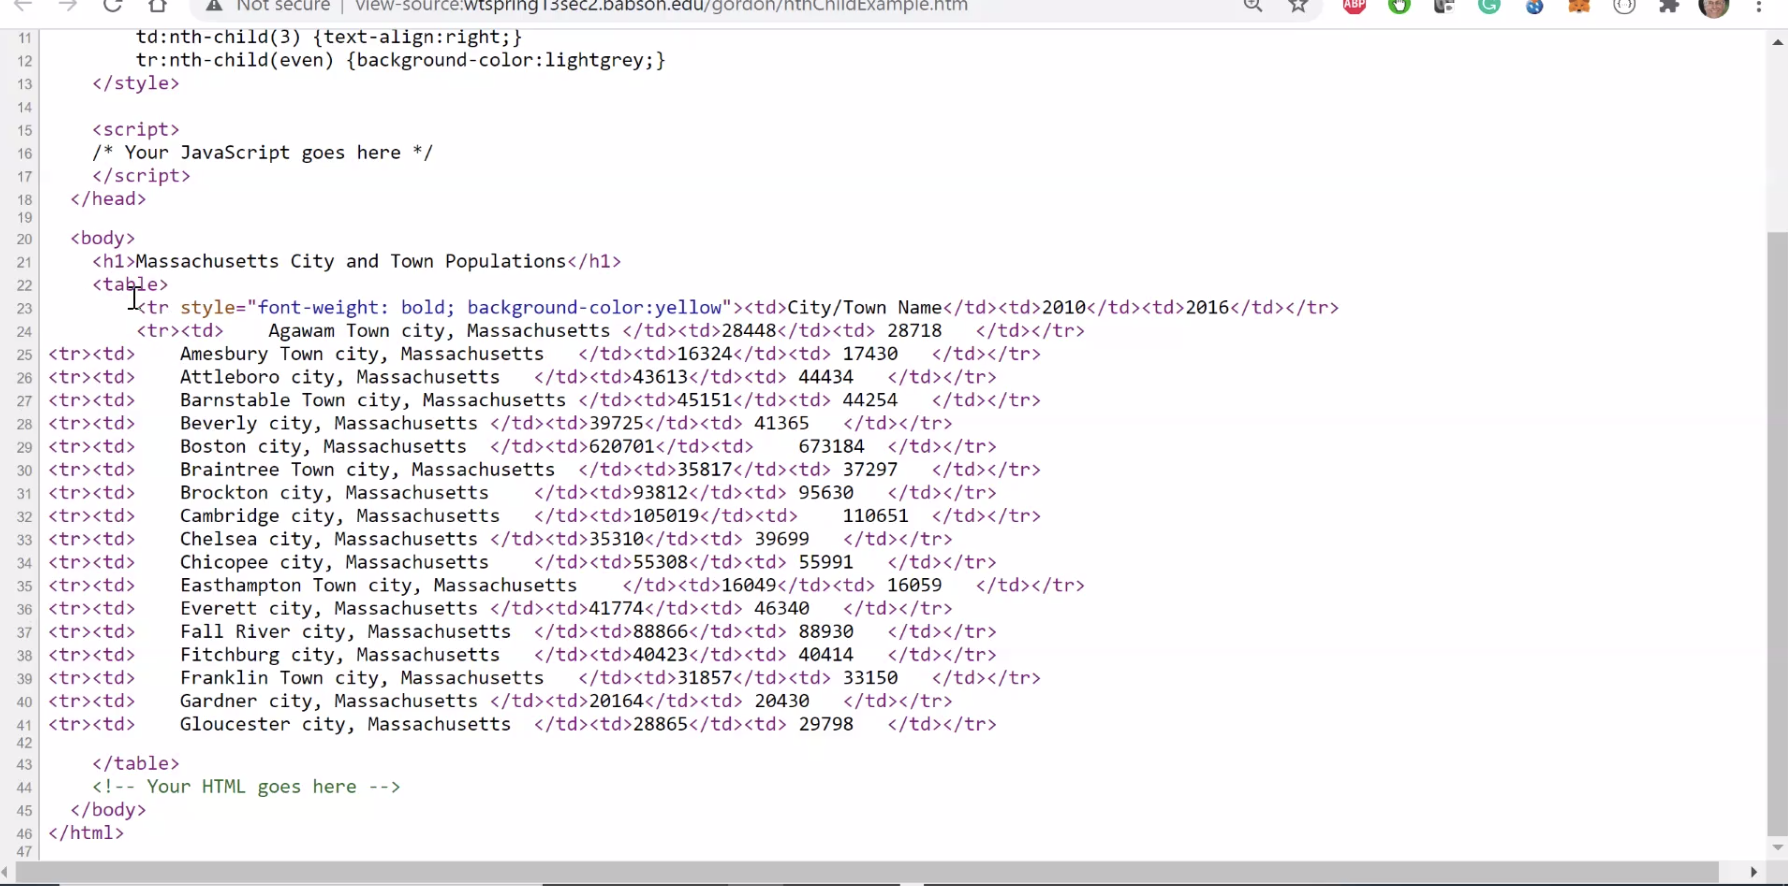 Not secure | view-source:wtspring13sec2.babson.edu/gordon/nthChildExample.htm
ABP
11 td:nth-child(3) {text-align:right;}
12 tr:nth-child(even) {background-color:lightgrey;}
13 </style>
14
15 <script>
16 /* Your JavaScript goes here */
17 </script>
18 </head>
19
20 <body>
21 <h1>Massachusetts City and Town Populations</h1>
22 <table>
23 <tr style="font-weight: bold; background-color:yellow"><td>City/Town Name</td><td>2010</td><td>2016</td></tr>
24 <tr><td> Agawam Town city, Massachusetts </td><td>28448</td><td> 28718 </td></tr>
25 <tr><td> Amesbury Town city, Massachusetts </td><td>16324</td><td> 17430 </td></tr>
26 <tr><td> Attleboro city, Massachusetts </td><td>43613</td><td> 44434 </td></tr>
27 <tr><td> Barnstable Town city, Massachusetts </td><td>45151</td><td> 44254 </td></tr>
28 <tr><td> Beverly city, Massachusetts </td><td>39725</td><td> 41365 </td></tr>
29 <tr><td> Boston city, Massachusetts </td><td>620701</td><td> 673184 </td></tr>
30 <tr><td> Braintree Town city, Massachusetts </td><td>35817</td><td> 37297 </td></tr>
31 <tr><td> Brockton city, Massachusetts </td><td>93812</td><td> 95630 </td></tr>
32 <tr><td> Cambridge city, Massachusetts </td><td>105019</td><td> 110651 </td></tr>
33 <tr><td> Chelsea city, Massachusetts </td><td>35310</td><td> 39699 </td></tr>
34 <tr><td> Chicopee city, Massachusetts </td><td>55308</td><td> 55991 </td></tr>
35 <tr><td> Easthampton Town city, Massachusetts </td><td>16049</td><td> 16059 </td></tr>
36 <tr><td> Everett city, Massachusetts </td><td>41774</td><td> 46340 </td></tr>
37 <tr><td> Fall River city, Massachusetts </td><td>88866</td><td> 88930 </td></tr>
38 <tr><td> Fitchburg city, Massachusetts </td><td>40423</td><td> 40414 </td></tr>
39 <tr><td> Franklin Town city, Massachusetts </td><td>31857</td><td> 33150 </td></tr>
40 <tr><td> Gardner city, Massachusetts </td><td>20164</td><td> 20430 </td></tr>
41 <tr><td> Gloucester city, Massachusetts </td><td>28865</td><td> 29798 </td></tr>
42
43 </table>
44 <!-- Your HTML goes here -->
45 </body>
46 </html>
47